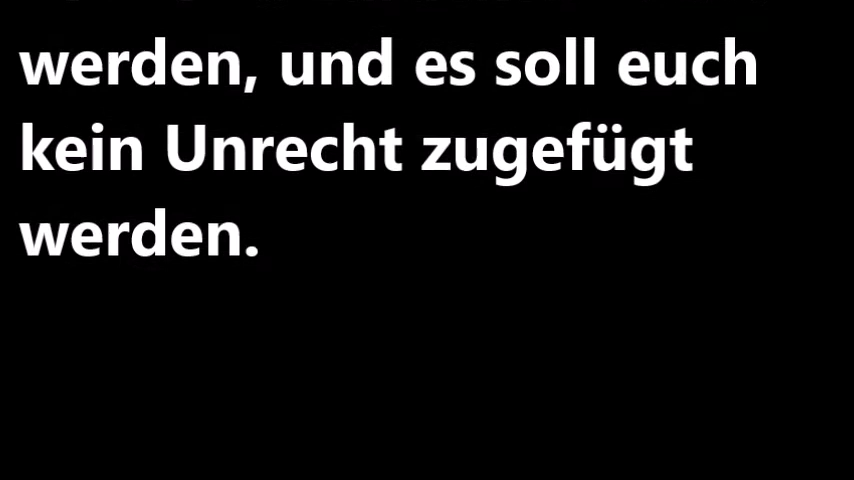 werden, und es soll euch
kein Unrecht zugefügt
werden.